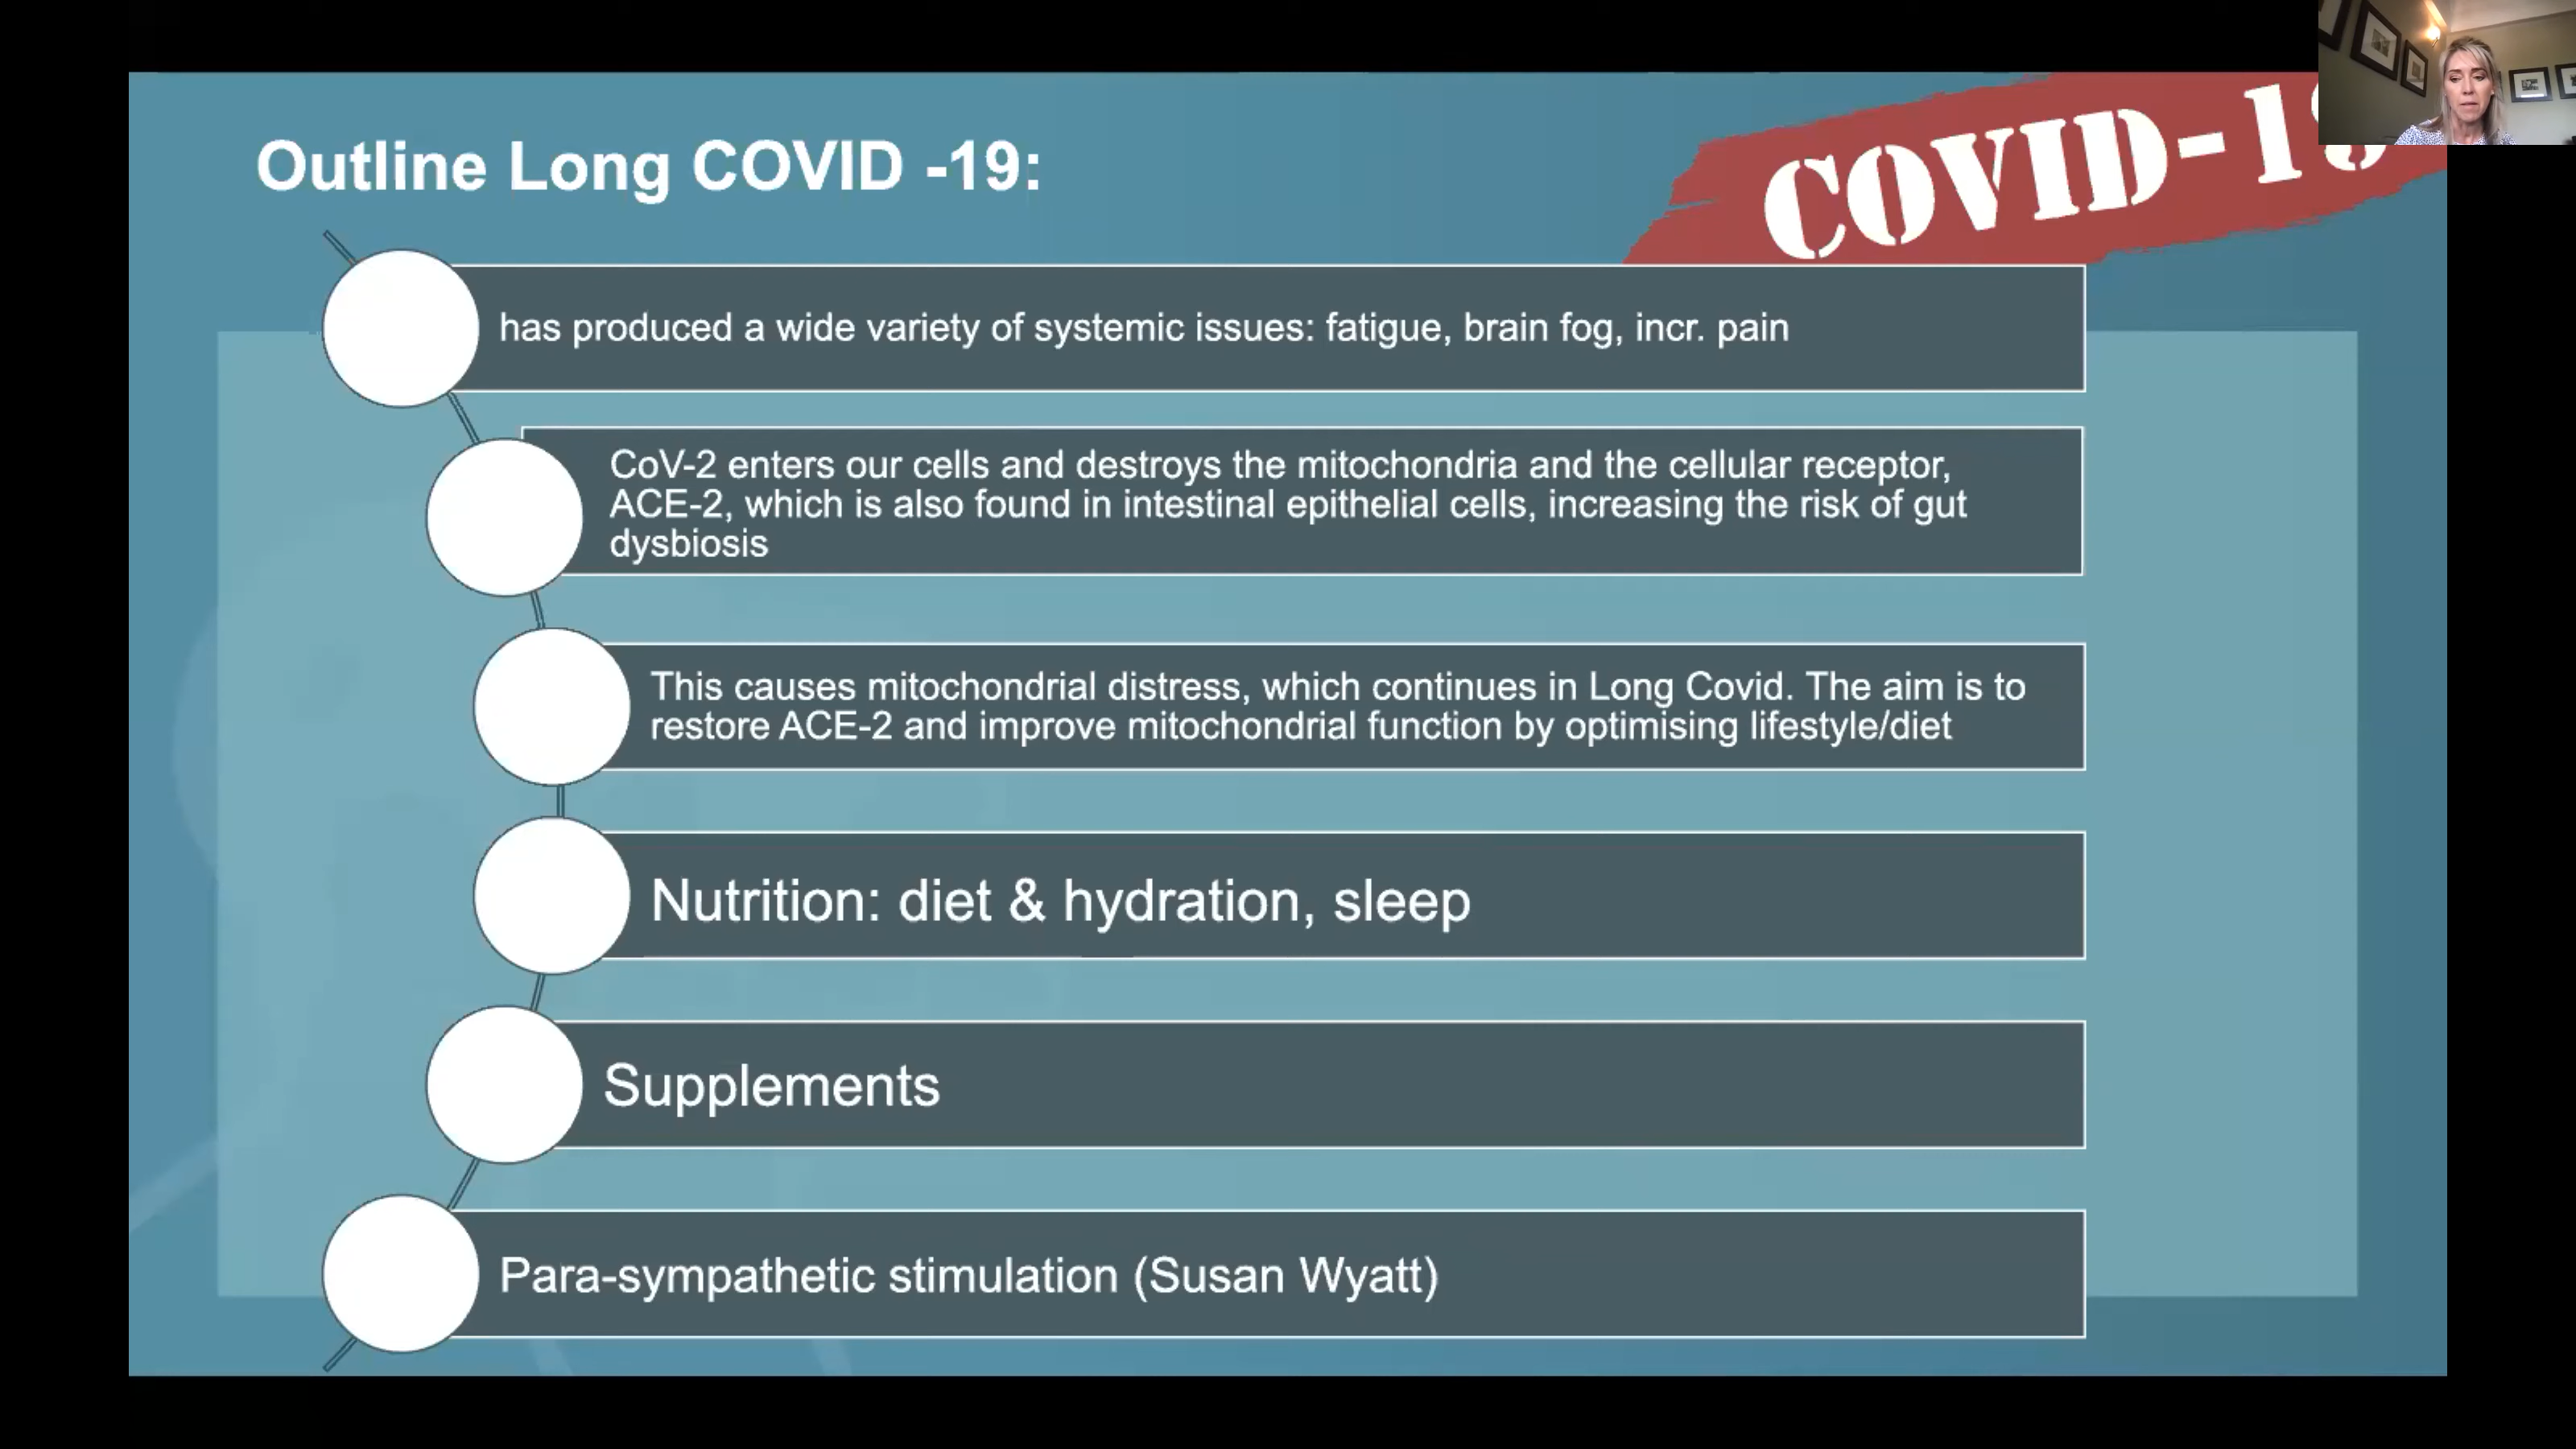 Outline Long COVID -19:
COVID-19
has produced a wide variety of systemic issues: fatigue, brain fog, incr. pain
CoV-2 enters our cells and destroys the mitochondria and the cellular receptor,
ACE-2, which is also found in intestinal epithelial cells, increasing the risk of gut
dysbiosis
This causes mitochondrial distress, which continues in Long Covid. The aim is to
restore ACE-2 and improve mitochondrial function by optimising lifestyle/diet
Nutrition: diet & hydration, sleep
Supplements
Para-sympathetic stimulation (Susan Wyatt)